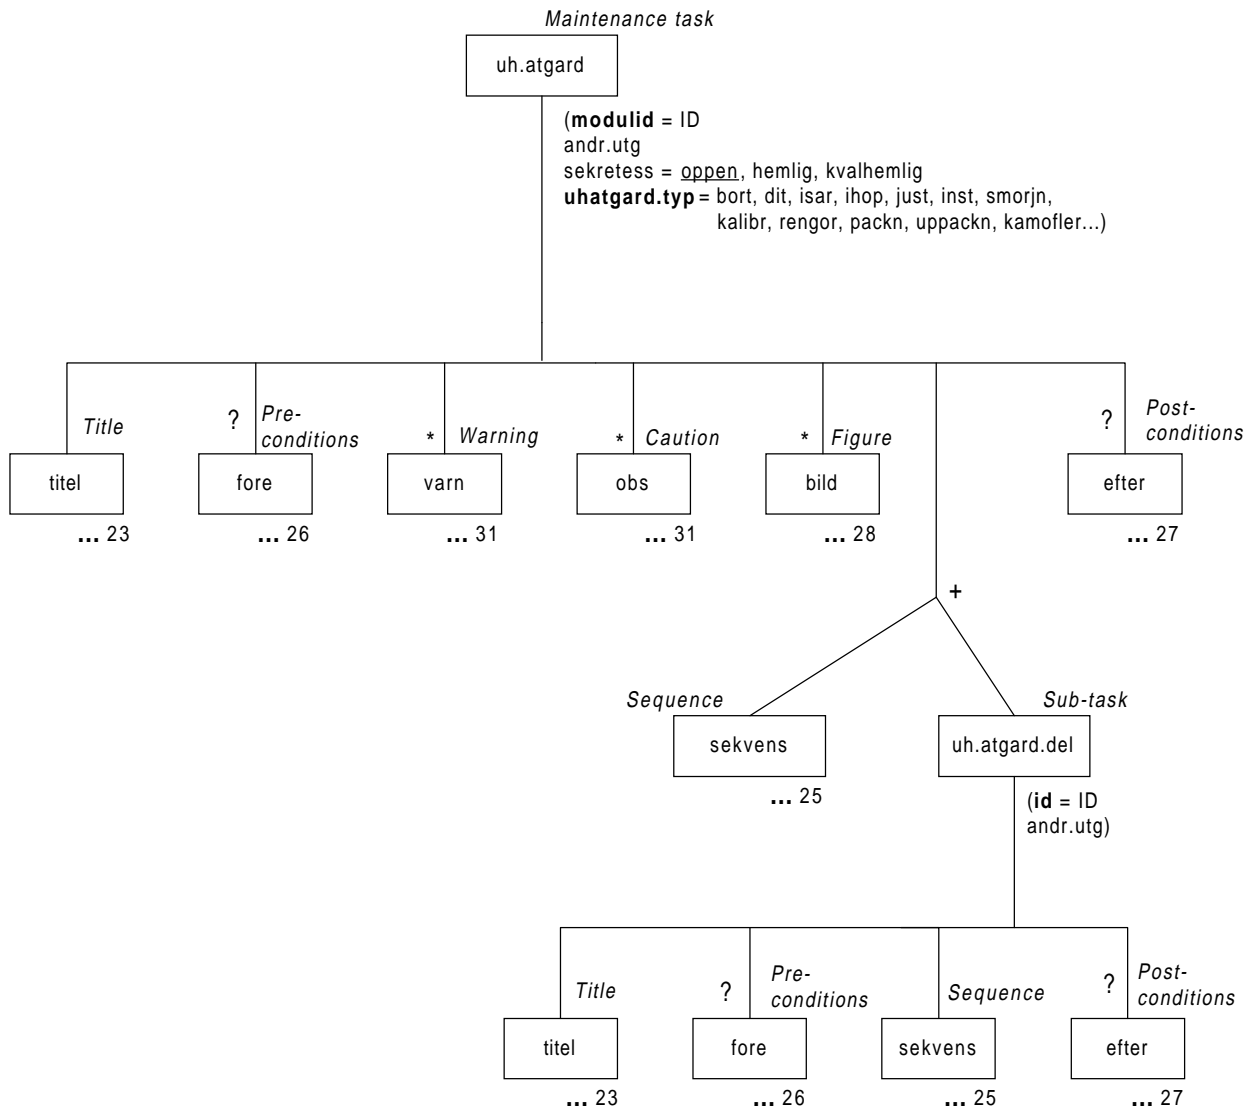 Maintenance task
uh.atgard
(modulid = ID
andr.utg
sekretess = oppen, hemlig, kvalhemlig
uhatgard.typ = bort, dit, isar, ihop, just, inst, smorjn,
kalibr, rengor, packn, uppackn, kamofler...)
Title
? Pre-
conditions
* Warning
* Caution
* Figure
? Post-
conditions
titel
fore
varn
obs
bild
efter
... 23
... 26
... 31
... 31
... 28
... 27
+
Sequence
Sub-task
sekvens
uh.atgard.del
... 25
(id = ID
andr.utg)
Title
? Pre-
conditions
Sequence
? Post-
conditions
titel
fore
sekvens
efter
... 23
... 26
... 25
... 27